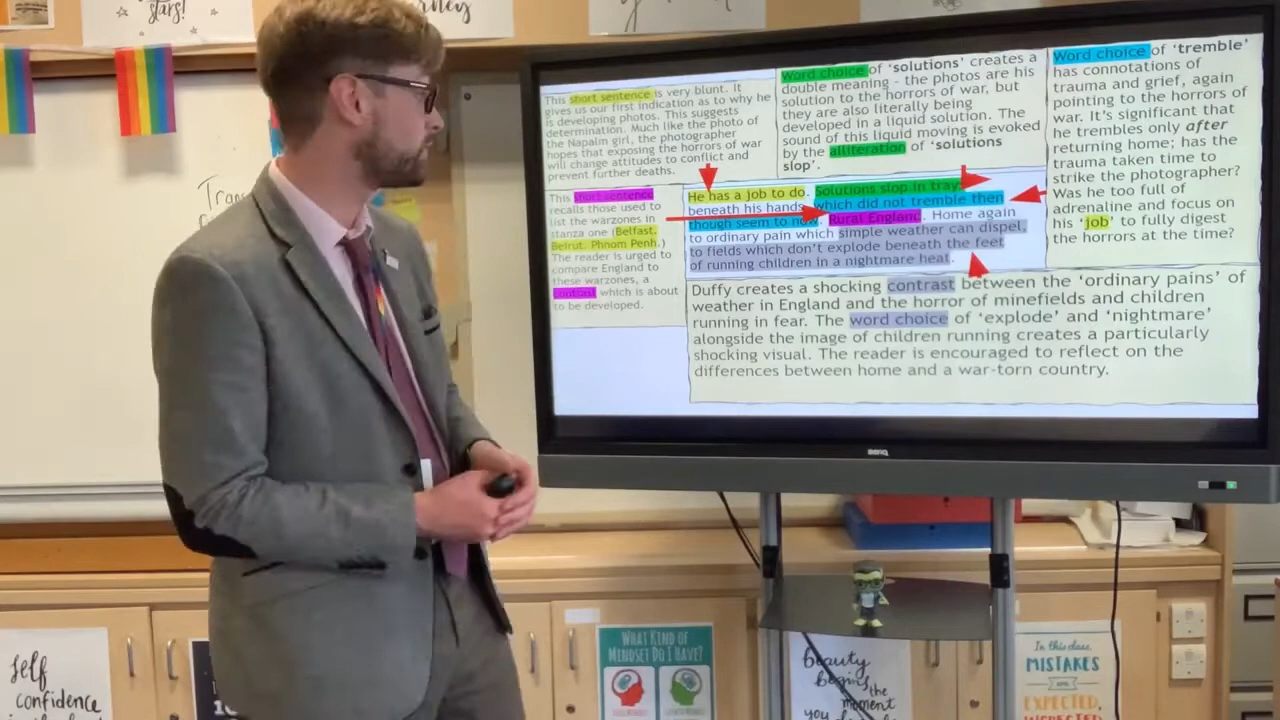 stars!
This short sentence is very blunt. It
gives us our first indication as to why he
is developing photos. This suggests
determination. Much like the photo of
the Napalm girl, the photographer
hopes that exposing the horrors of war
will change attitudes to conflict and
prevent further deaths.
Word choice of 'solutions' creates a
double meaning - the photos are his
solution to the horrors of war, but
they are also literally being
developed in a liquid solution. The
sound of this liquid moving is evoked
by the alliteration of 'solutions
slop'.
Word choice of 'tremble'
has connotations of
trauma and grief, again
pointing to the horrors of
war. It's significant that
he trembles only after
returning home; has the
trauma taken time to
strike the photographer?
Was he too full of
adrenaline and focus on
his 'job' to fully digest
the horrors at the time?
This short sentence
recalls those used to
list the warzones in
stanza one (Belfast.
Beirut. Phnom Penh.)
The reader is urged to
compare England to
these warzones, a
contrast which is about
to be developed.
He has a job to do. Solutions slop in trays
beneath his hands, which did not tremble then
though seem to now. Rural England. Home again
to ordinary pain which simple weather can dispel,
to fields which don't explode beneath the feet
of running children in a nightmare heat.
Duffy creates a shocking contrast between the 'ordinary pains' of
weather in England and the horror of minefields and children
running in fear. The word choice of 'explode' and 'nightmare'
alongside the image of children running creates a particularly
shocking visual. The reader is encouraged to reflect on the
differences between home and a war-torn country.
BenQ
self
confidence
WHAT KIND OF
MINDSET DO I HAVE?
beauty
begins the
moment
you
In this class,
MISTAKES
are
EXPECTED,
INSPECTED